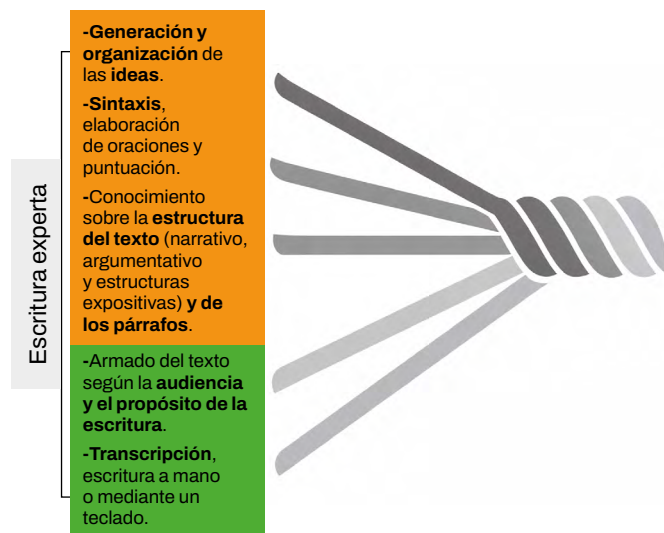 Escritura experta
-Generación y
organización de
las ideas.
-Sintaxis,
elaboración
de oraciones y
puntuación.
-Conocimiento
sobre la estructura
del texto (narrativo,
argumentativo
y estructuras
expositivas) y de
los párrafos.
-Armado del texto
según la audiencia
y el propósito de la
escritura.
-Transcripción,
escritura a mano
o mediante un
teclado.